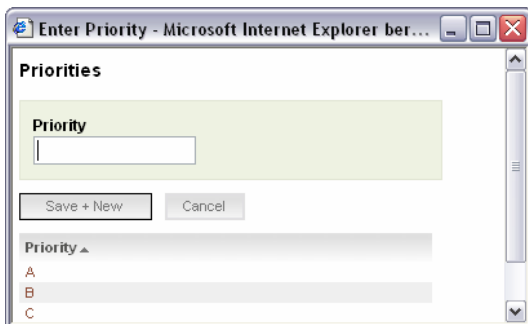 Enter Priority - Microsoft Internet Explorer ber...
Priorities
Priority
Save + New Cancel
Priority
A
B
C